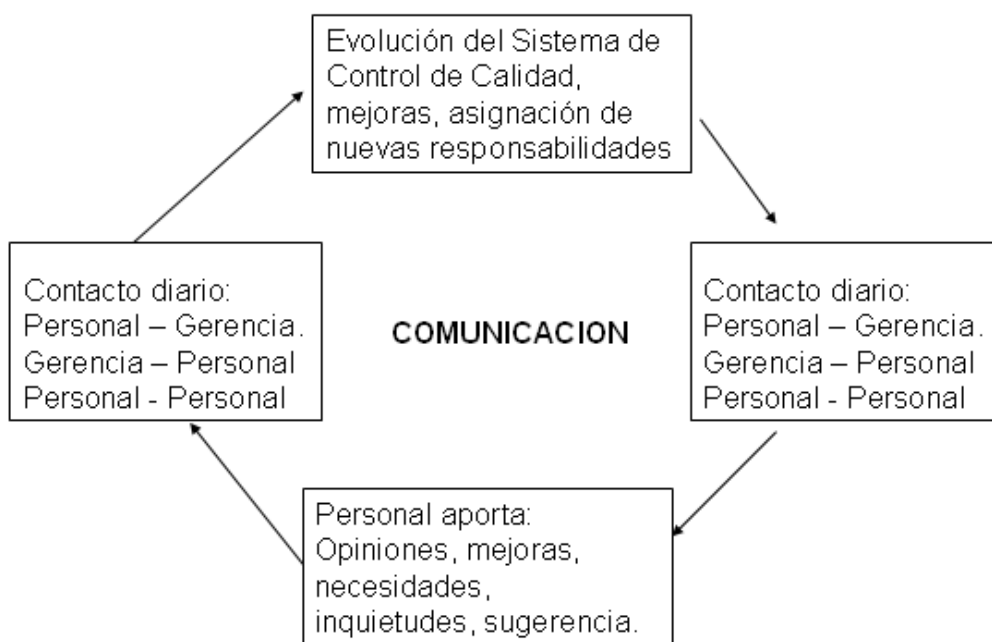 Evolución del Sistema de
Control de Calidad,
mejoras, asignación de
nuevas responsabilidades
Contacto diario:
Personal – Gerencia.
Gerencia – Personal
Personal - Personal
COMUNICACION
Contacto diario:
Personal – Gerencia.
Gerencia – Personal
Personal - Personal
Personal aporta:
Opiniones, mejoras,
necesidades,
inquietudes, sugerencia.